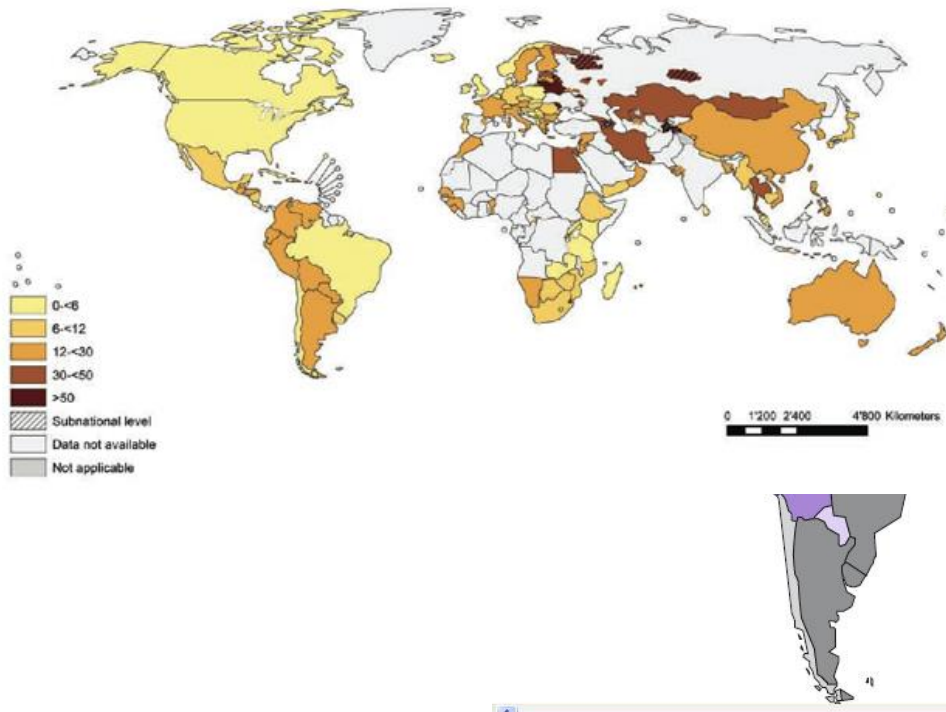 0-<6
6-<12
12-<30
30-<50
>50
Subnational level
Data not available
Not applicable
0 1'200 2'400 4'800 Kilometers